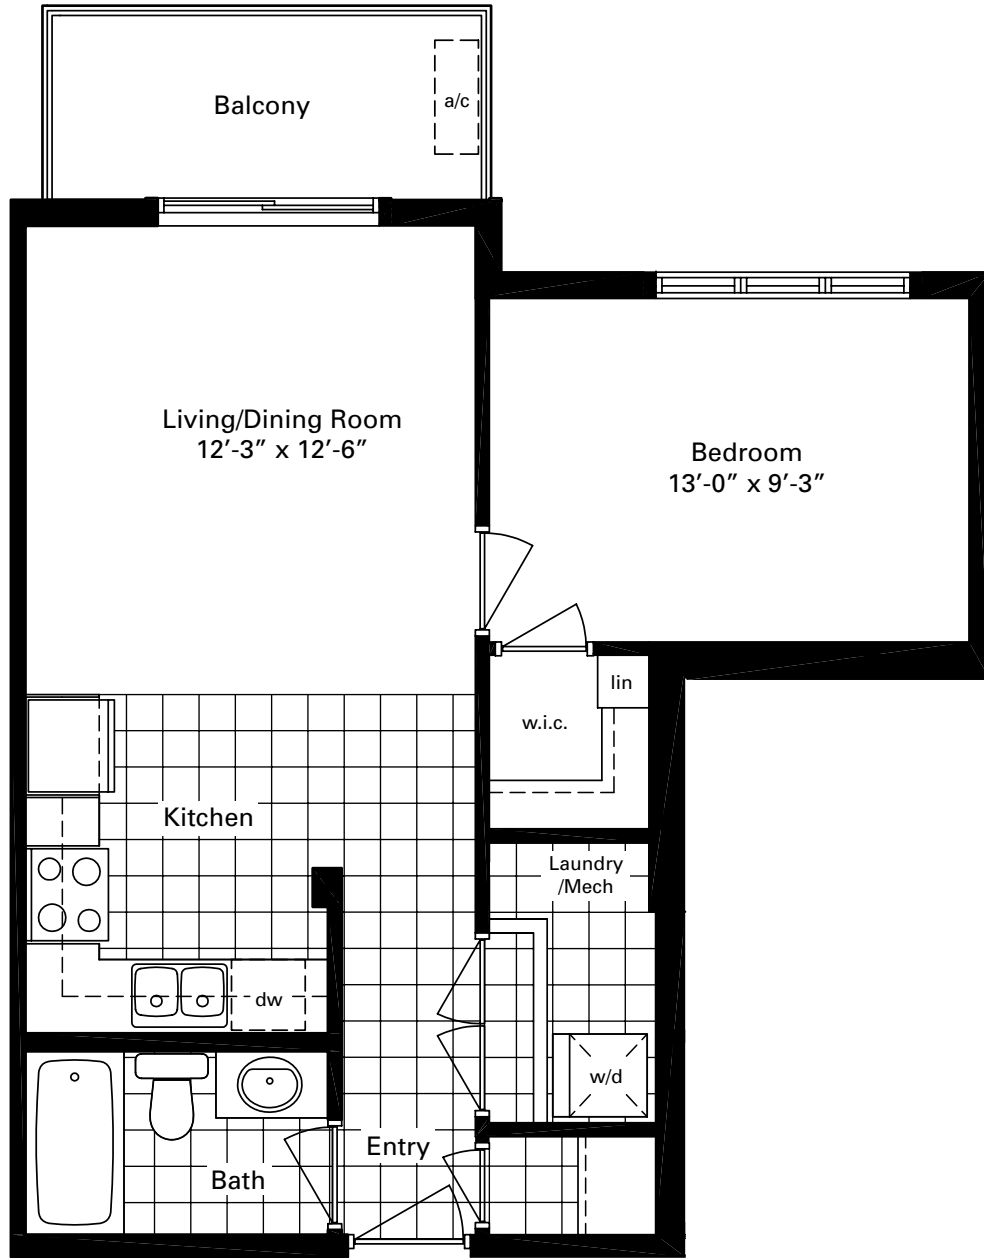 Balcony
a/c
Living/Dining Room
12’-3” x 12’-6”
Bedroom
13’-0” x 9’-3”
lin
w.i.c.
Kitchen
Laundry
/Mech
dw
w/d
Entry
Bath